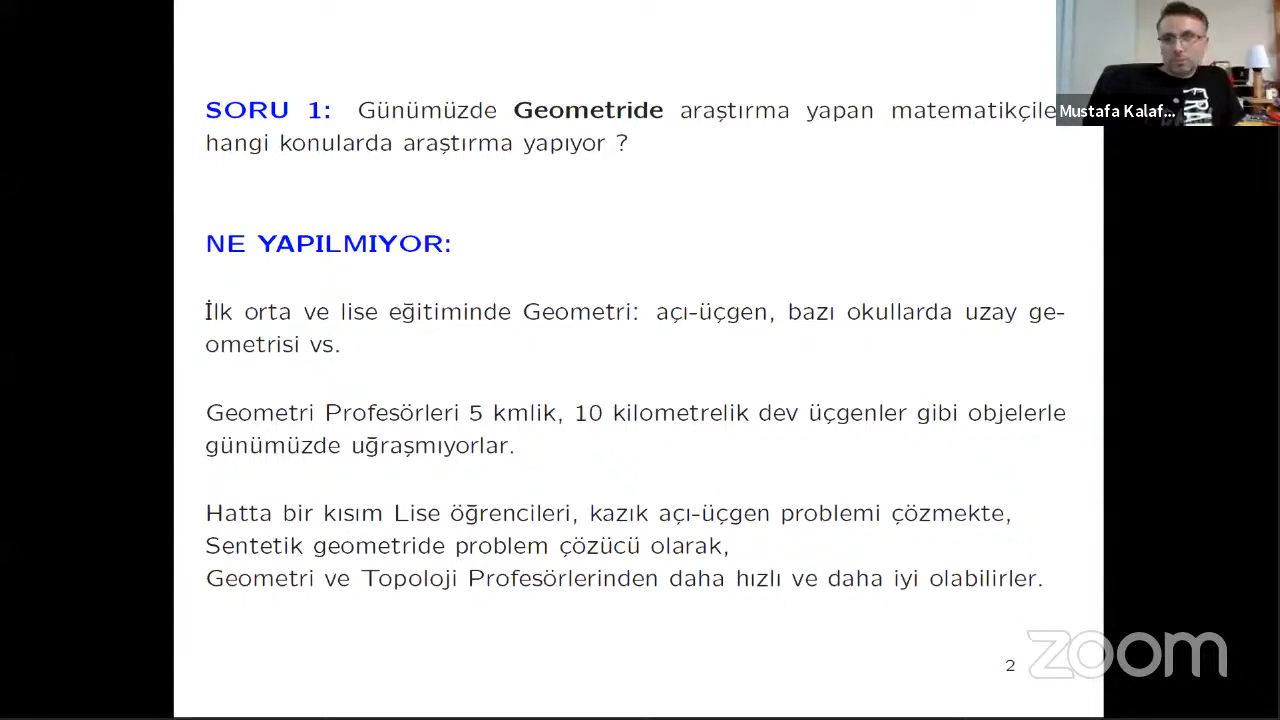 SORU 1: Günümüzde Geometride araştırma yapan matematikçile
hangi konularda araştırma yapıyor ?
NE YAPILMIYOR:
İlk orta ve lise eğitiminde Geometri: açı-üçgen, bazı okullarda uzay ge-
ometrisi vs.
Geometri Profesörleri 5 kmlik, 10 kilometrelik dev üçgenler gibi objelerle
günümüzde uğraşmıyorlar.
Hatta bir kısım Lise öğrencileri, kazık açı-üçgen problemi çözmekte,
Sentetik geometride problem çözücü olarak,
Geometri ve Topoloji Profesörlerinden daha hızlı ve daha iyi olabilirler.
2
Mustafa Kalaf...
zoom